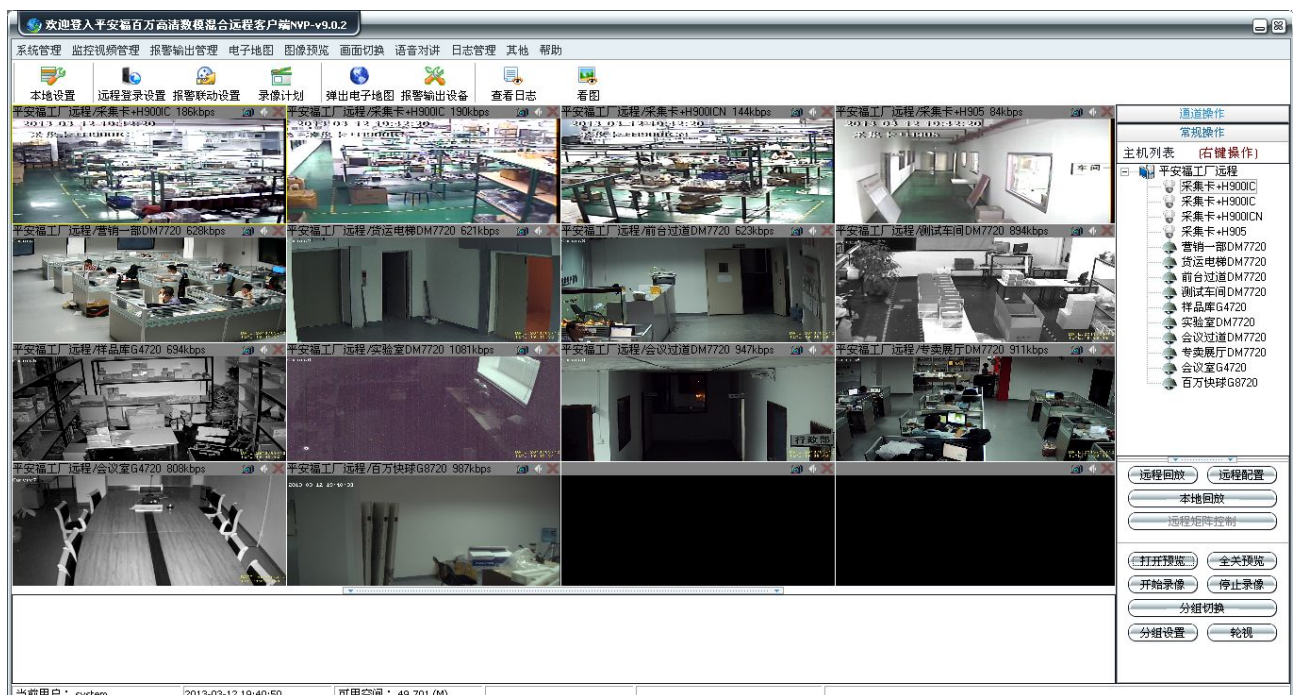 欢迎登入平安福百万高清数模混合远程客户端NVP-v9.0.2
系统管理 监控视频管理 报警输出管理 电子地图 图像预览 画面切换 语音对讲 日志管理 其他 帮助
本地设置 远程登录设置 报警联动设置 录像计划 弹出电子地图 报警输出设备 查看日志 看图
平安福工厂远程/采集卡+H900IC 186kbps
平安福工厂远程/采集卡+H900IC 190kbps
平安福工厂远程/采集卡+H900ICN 144kbps
平安福工厂远程/采集卡+H905 84kbps
车间
平安福工厂远程/营销一部DM7720 628kbps
平安福工厂远程/货运电梯DM7720 621kbps
平安福工厂远程/前台过道DM7720 623kbps
平安福工厂远程/测试车间DM7720 894kbps
平安福工厂远程/样品库G4720 694kbps
平安福工厂远程/实验室DM7720 1081kbps
平安福工厂远程/会议过道DM7720 947kbps
平安福工厂远程/专卖展厅DM7720 911kbps
行政部
平安福工厂远程/会议室G4720 808kbps
平安福工厂远程/百万快球G8720 987kbps
通道操作
常规操作
主机列表 (右键操作)
平安福工厂远程
采集卡+H900IC
采集卡+H900IC
采集卡+H900ICN
采集卡+H905
营销一部DM7720
货运电梯DM7720
前台过道DM7720
测试车间DM7720
样品库G4720
实验室DM7720
会议过道DM7720
专卖展厅DM7720
会议室G4720
百万快球G8720
远程回放 远程配置
本地回放
远程矩阵控制
打开预览 全关预览
开始录像 停止录像
分组切换
分组设置 轮视
当前用户： system 2013-03-12 19:40:50 可用空间： 49,701 (M)